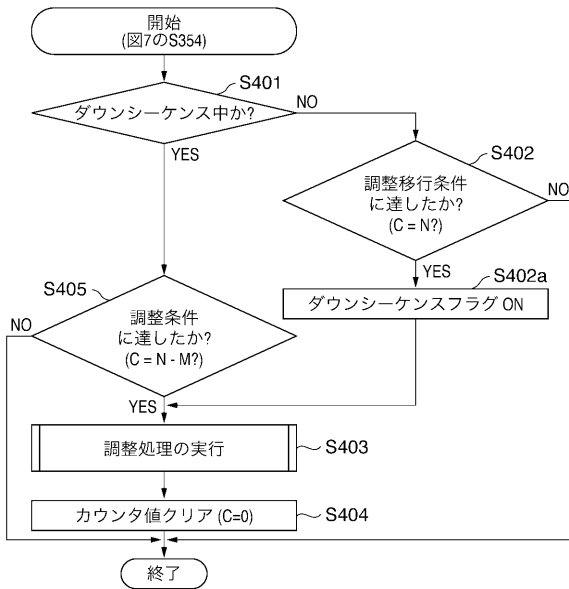 開始
(図7のS354)
S401
ダウンシーケンス中か?
NO
YES
S402
調整移行条件
に達したか?
(C = N?)
NO
YES
S402a
ダウンシーケンスフラグ ON
S405
調整条件
に達したか?
(C = N - M?)
NO
YES
調整処理の実行
S403
カウンタ値クリア (C=0)
S404
終了